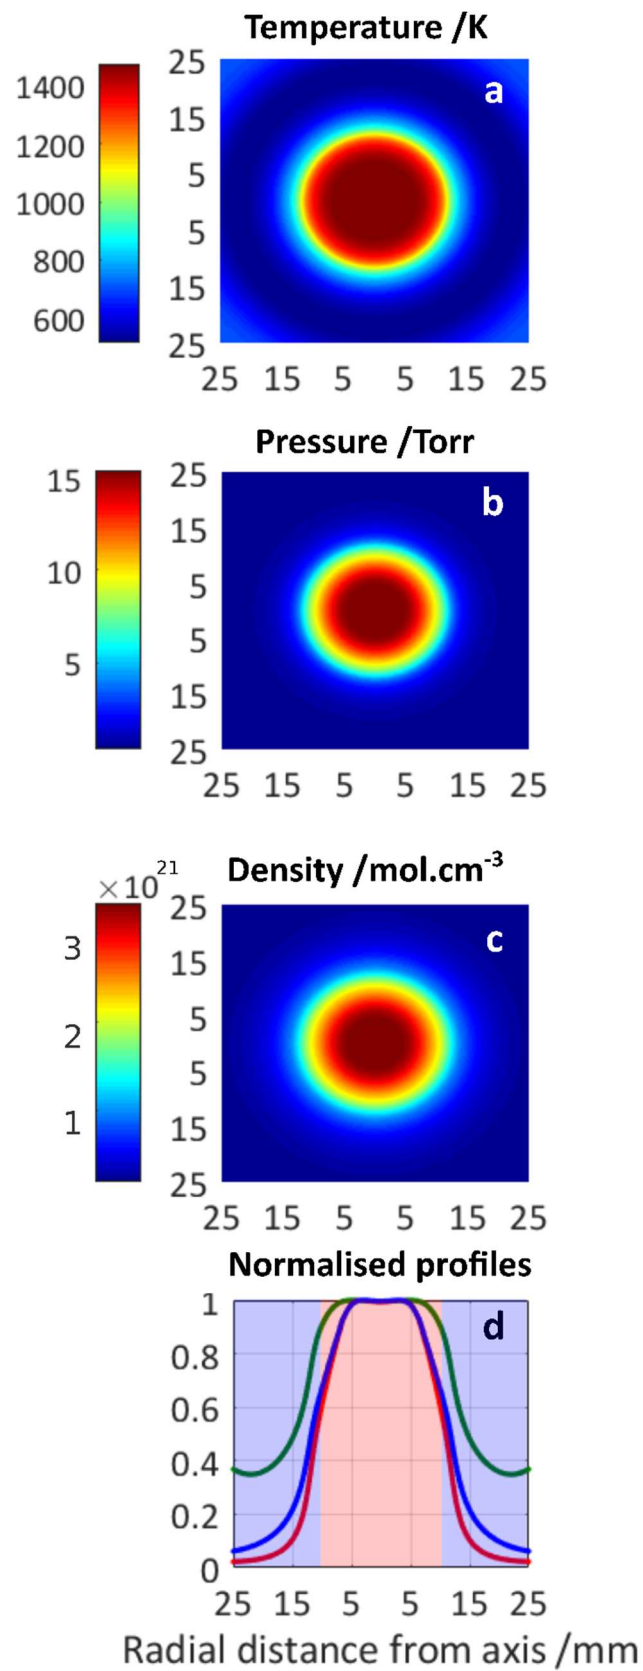 Temperature /K
a
1400
1200
1000
800
600
25
15
5
5
15
25
25 15 5 5 15 25
Pressure /Torr
b
15
10
5
25
15
5
5
15
25
25 15 5 5 15 25
Density /mol.cm⁻³
×10²¹
c
3
2
1
25
15
5
5
15
25
25 15 5 5 15 25
Normalised profiles
d
1
0.8
0.6
0.4
0.2
0
25 15 5 5 15 25
Radial distance from axis /mm